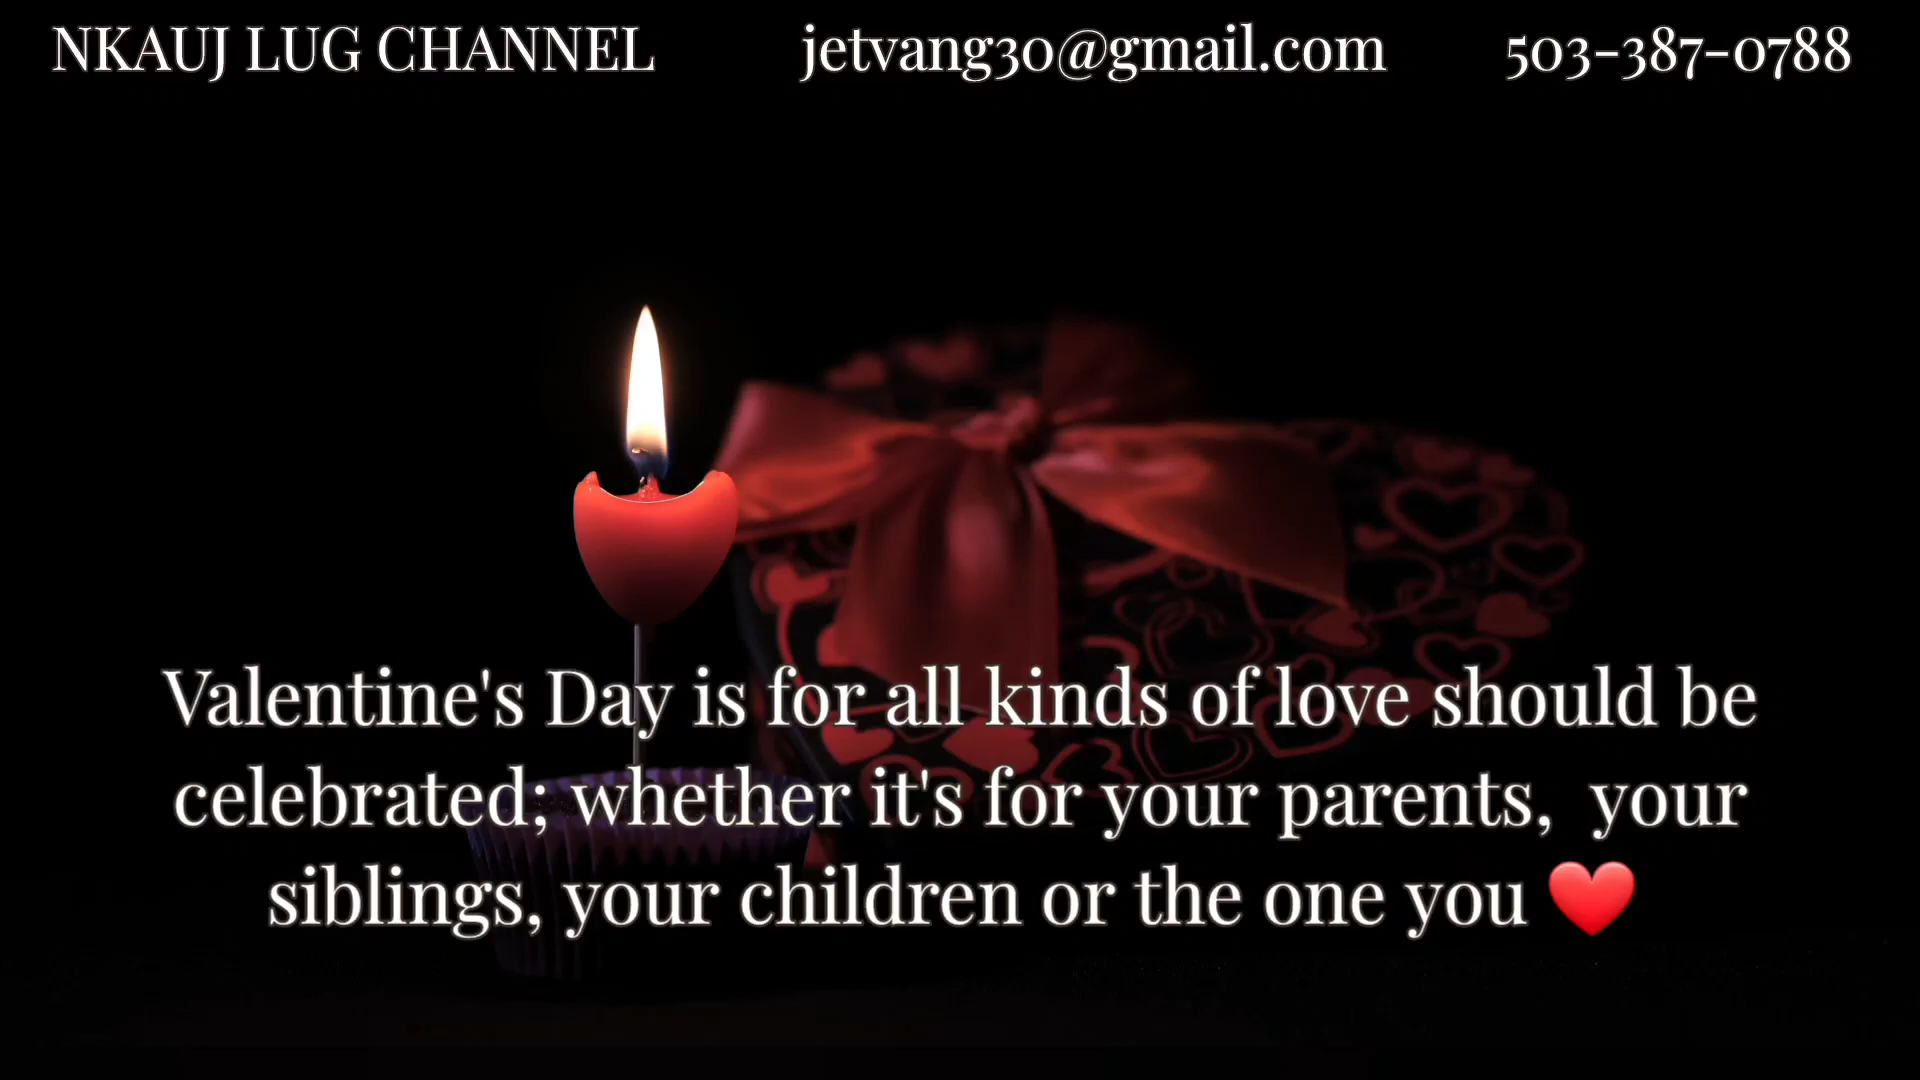 NKAUJ LUG CHANNEL jetvang30@gmail.com 503-387-0788
Valentine's Day is for all kinds of love should be
celebrated; whether it's for your parents, your
siblings, your children or the one you ❤️